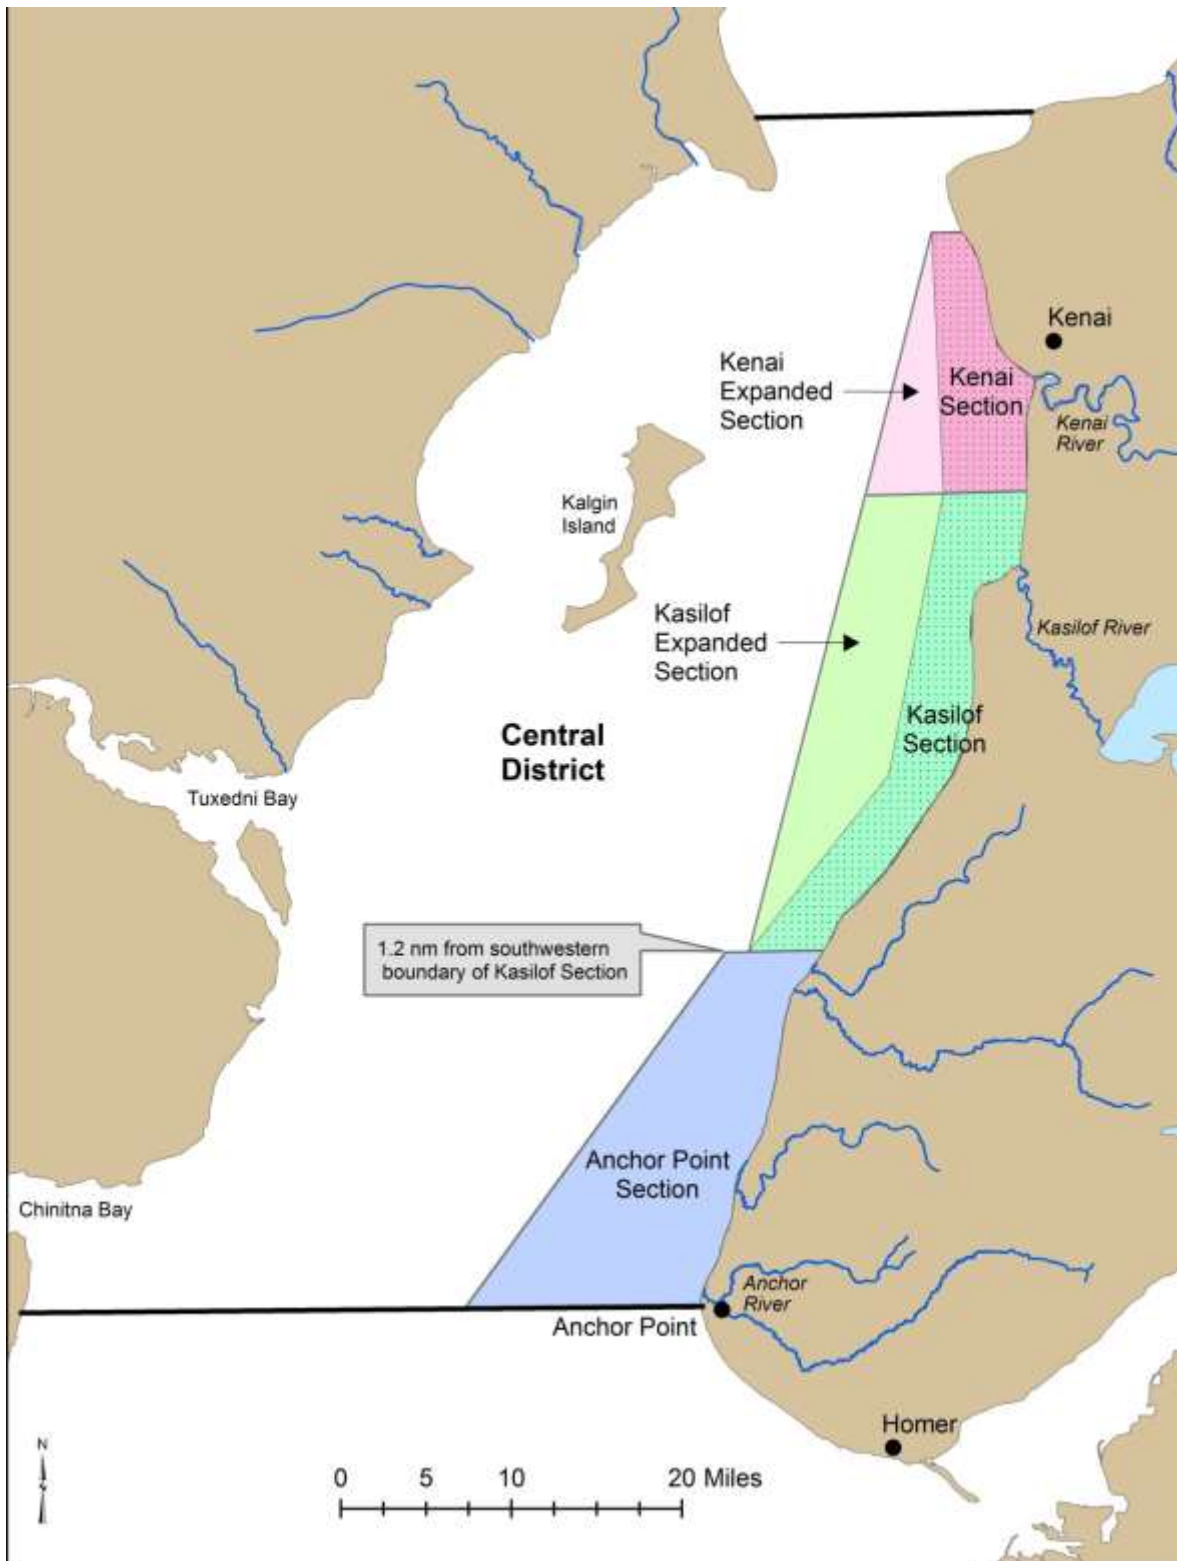 Kenai
Kenai
Expanded
Section
Kenai
Section
Kenai
River
Kalgin
Island
Kasilof
Expanded
Section
Kasilof River
Kasilof
Section
Central
District
Tuxedni Bay
1.2 nm from southwestern
boundary of Kasilof Section
Anchor Point
Section
Chinitna Bay
Anchor
River
Anchor Point
Homer
N
0 5 10 20 Miles